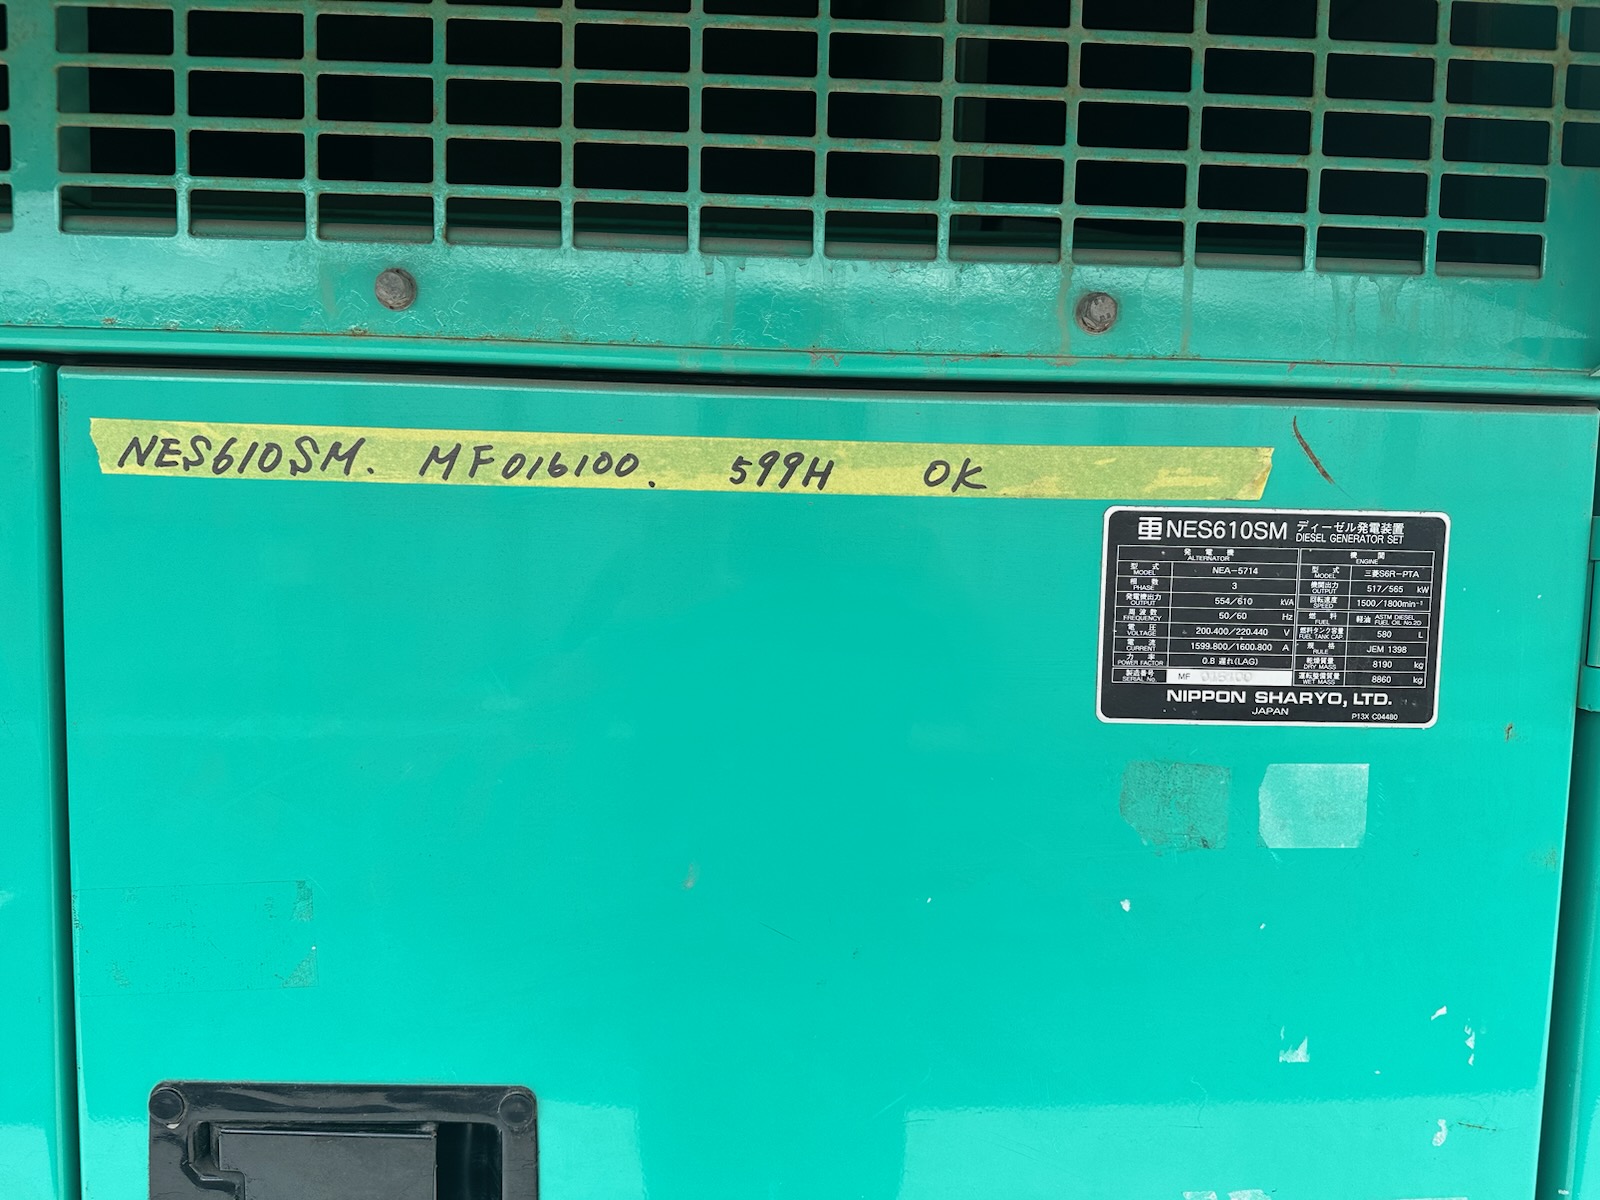 NES610SM. MF016100. 599H OK
NES610SM ディーゼル発電装置
DIESEL GENERATOR SET
発電機
ALTERNATOR
型式 NEA-5714
MODEL
相数 3
PHASE
発電機出力 554/610 kVA
OUTPUT
周波数 50/60 Hz
FREQUENCY
電圧 200.400/220.440 V
VOLTAGE
電流 1599.800/1600.800 A
CURRENT
力率 0.8 遅れ(LAG)
POWER FACTOR
製造番号 MF
SERIAL No.
機関
ENGINE
型式 三菱S6R-PTA
MODEL
機関出力 517/565 kW
OUTPUT
回転速度 1500/1800min⁻¹
SPEED
燃料 軽油 ASTM DIESEL
FUEL FUEL OIL No.2D
燃料タンク容量 580 L
FUEL TANK CAP.
規格 JEM 1398
RULE
乾燥質量 8190 kg
DRY MASS
運転整備質量 8860 kg
WET MASS
NIPPON SHARYO, LTD.
JAPAN
P13X C04480